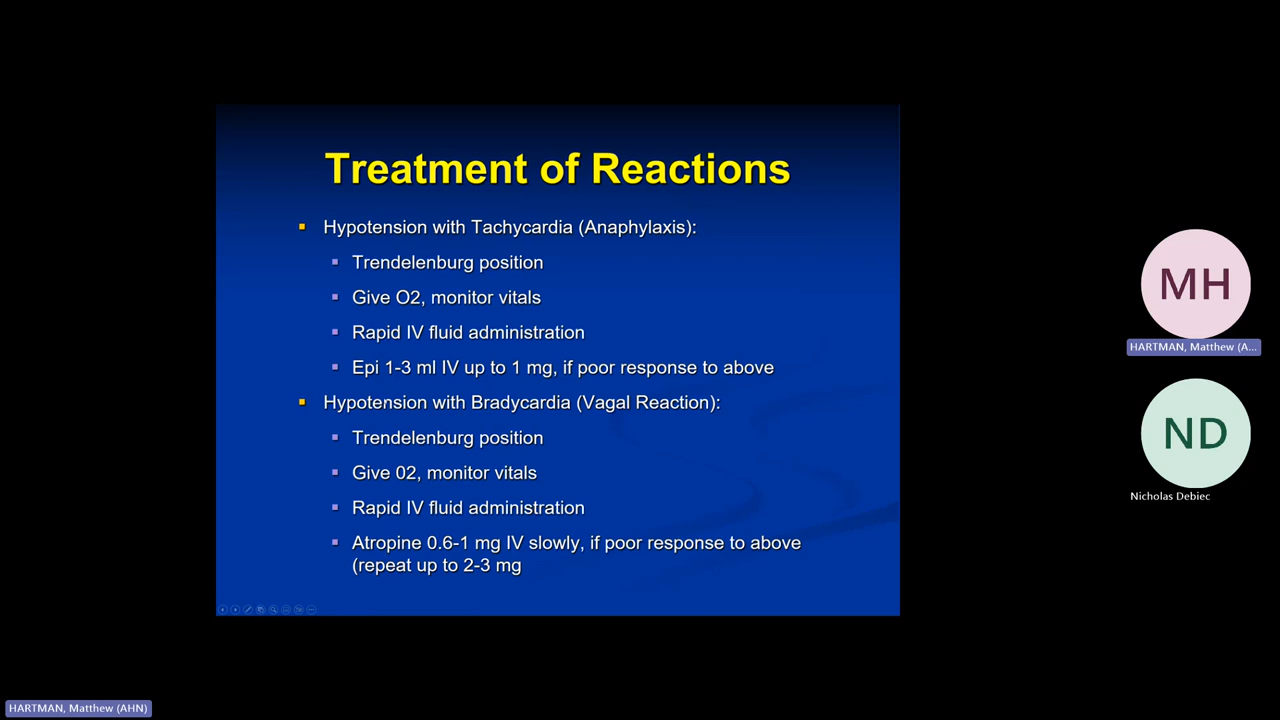 Treatment of Reactions
Hypotension with Tachycardia (Anaphylaxis):
Trendelenburg position
Give O2, monitor vitals
Rapid IV fluid administration
Epi 1-3 ml IV up to 1 mg, if poor response to above
Hypotension with Bradycardia (Vagal Reaction):
Trendelenburg position
Give 02, monitor vitals
Rapid IV fluid administration
Atropine 0.6-1 mg IV slowly, if poor response to above
(repeat up to 2-3 mg
MH
HARTMAN, Matthew (A...
ND
Nicholas Debiec
HARTMAN, Matthew (AHN)